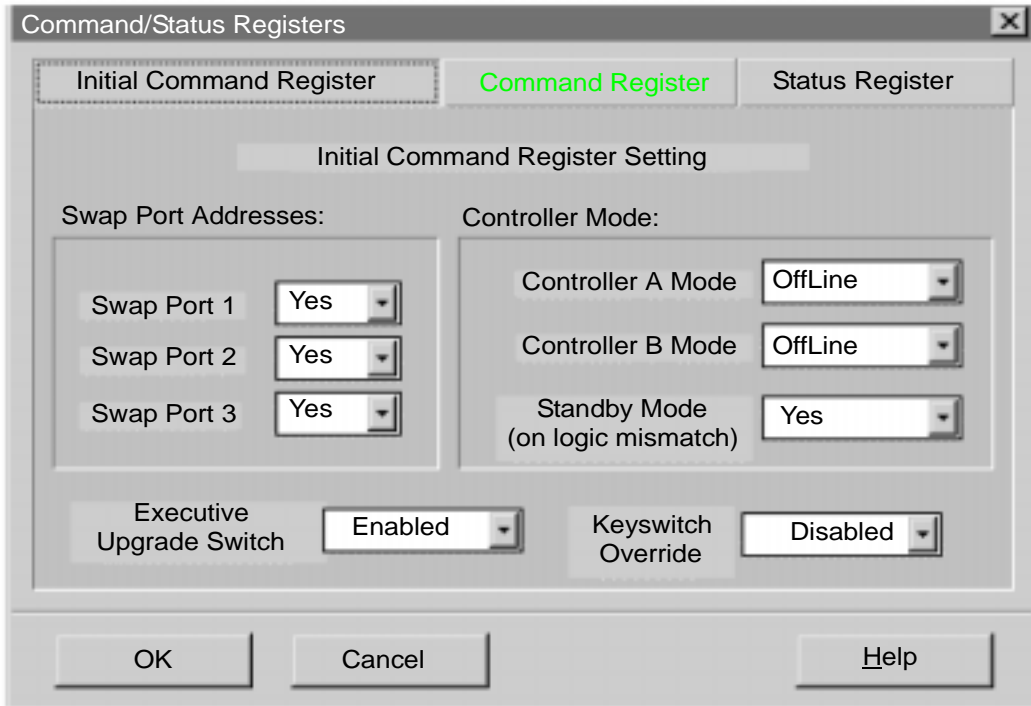 Command/Status Registers
Initial Command Register
Command Register
Status Register
Initial Command Register Setting
Swap Port Addresses:
Swap Port 1
Yes
Swap Port 2
Yes
Swap Port 3
Yes
Controller Mode:
Controller A Mode
OffLine
Controller B Mode
OffLine
Standby Mode
(on logic mismatch)
Yes
Executive
Upgrade Switch
Enabled
Keyswitch
Override
Disabled
OK
Cancel
Help